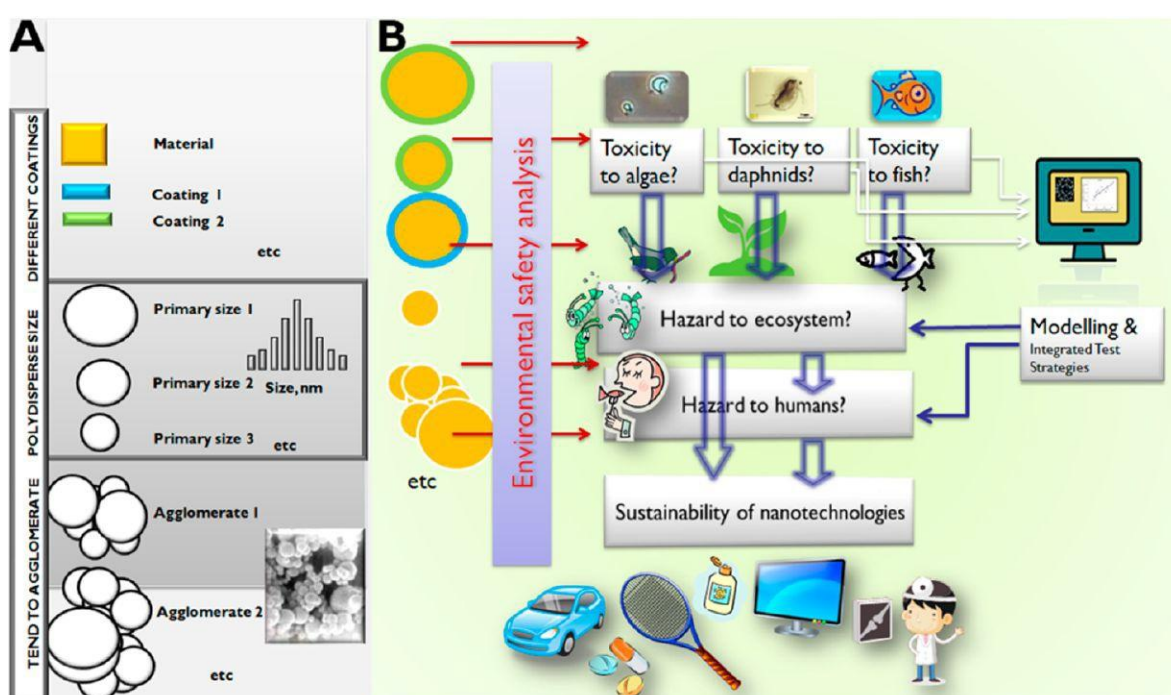 A
DIFFERENT COATINGS
Material
Coating 1
Coating 2
etc
POLYDISPERSE SIZE
Primary size 1
Primary size 2
Size, nm
Primary size 3
etc
TEND TO AGGLOMERATE
Agglomerate 1
Agglomerate 2
etc
B
etc
Environmental safety analysis
Toxicity
to algae?
Toxicity to
daphnids?
Toxicity
to fish?
Hazard to ecosystem?
Modelling &
Integrated Test
Strategies
Hazard to humans?
Sustainability of nanotechnologies